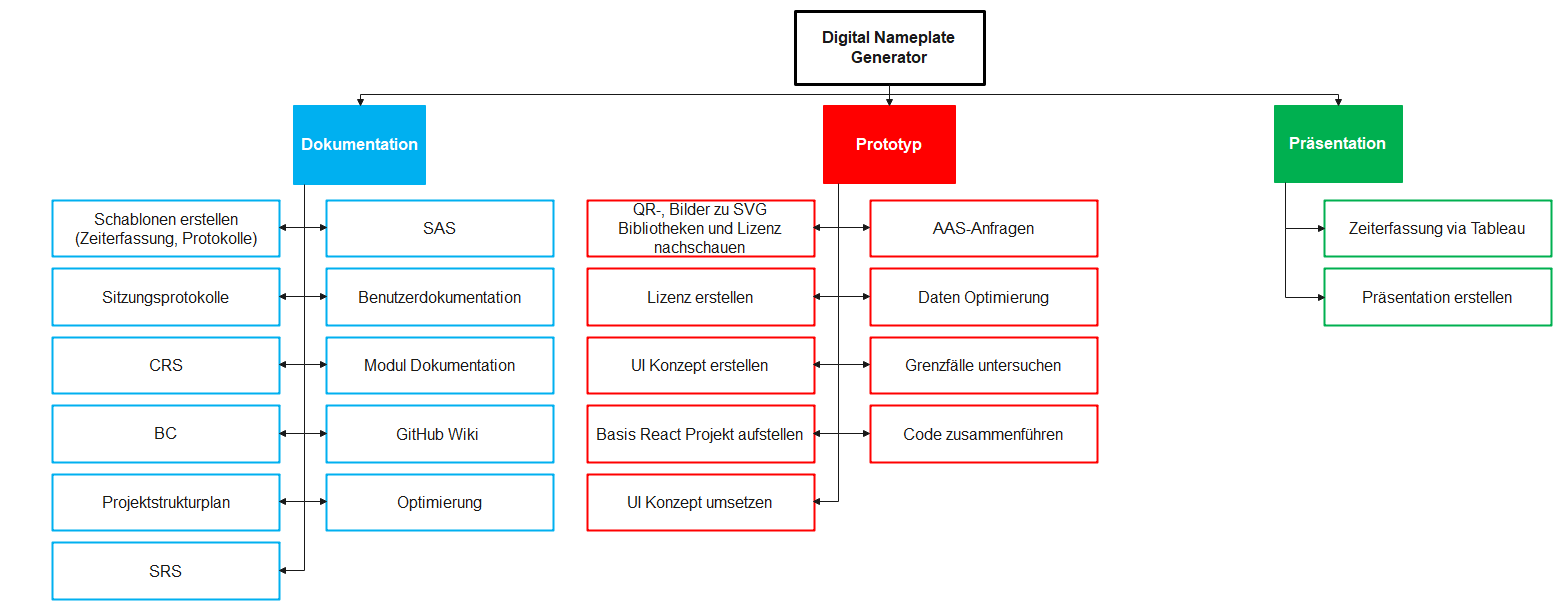 Digital Nameplate
Generator
Dokumentation
Prototyp
Präsentation
Schablonen erstellen
(Zeiterfassung, Protokolle)
SAS
Sitzungsprotokolle
Benutzerdokumentation
CRS
Modul Dokumentation
BC
GitHub Wiki
Projektstrukturplan
Optimierung
SRS
QR-, Bilder zu SVG
Bibliotheken und Lizenz
nachschauen
AAS-Anfragen
Lizenz erstellen
Daten Optimierung
UI Konzept erstellen
Grenzfälle untersuchen
Basis React Projekt aufstellen
Code zusammenführen
UI Konzept umsetzen
Zeiterfassung via Tableau
Präsentation erstellen